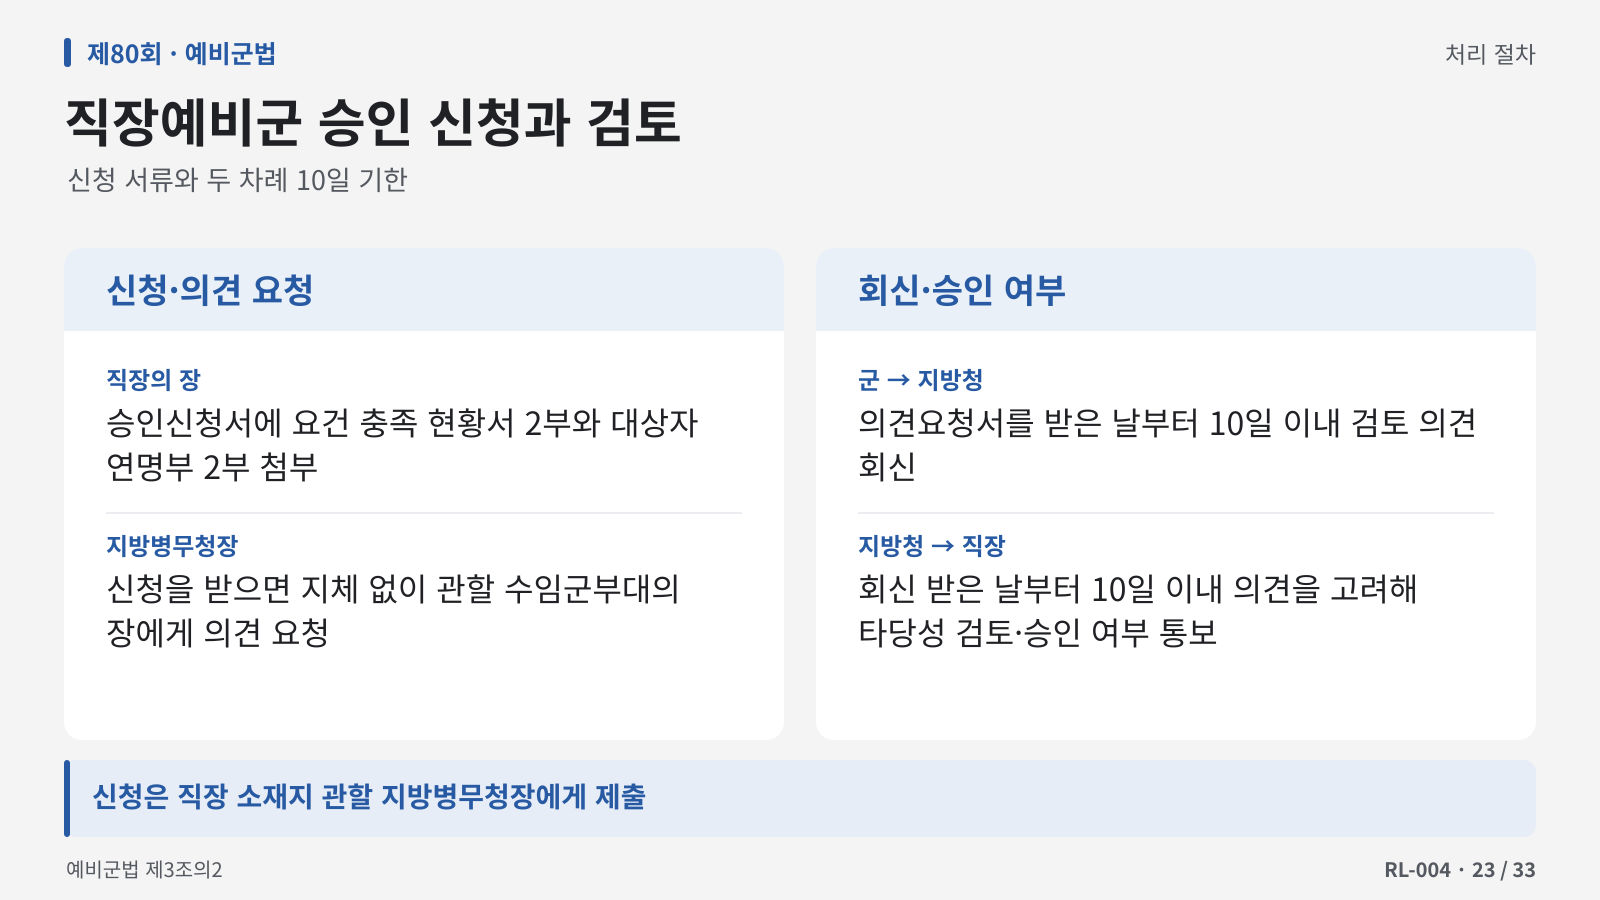 제80회 · 예비군법
처리 절차
직장예비군 승인 신청과 검토
신청 서류와 두 차례 10일 기한
신청·의견 요청
직장의 장
승인신청서에 요건 충족 현황서 2부와 대상자
연명부 2부 첨부
지방병무청장
신청을 받으면 지체 없이 관할 수임군부대의
장에게 의견 요청
회신·승인 여부
군 → 지방청
의견요청서를 받은 날부터 10일 이내 검토 의견
회신
지방청 → 직장
회신 받은 날부터 10일 이내 의견을 고려해
타당성 검토·승인 여부 통보
신청은 직장 소재지 관할 지방병무청장에게 제출
예비군법 제3조의2
RL-004 · 23 / 33